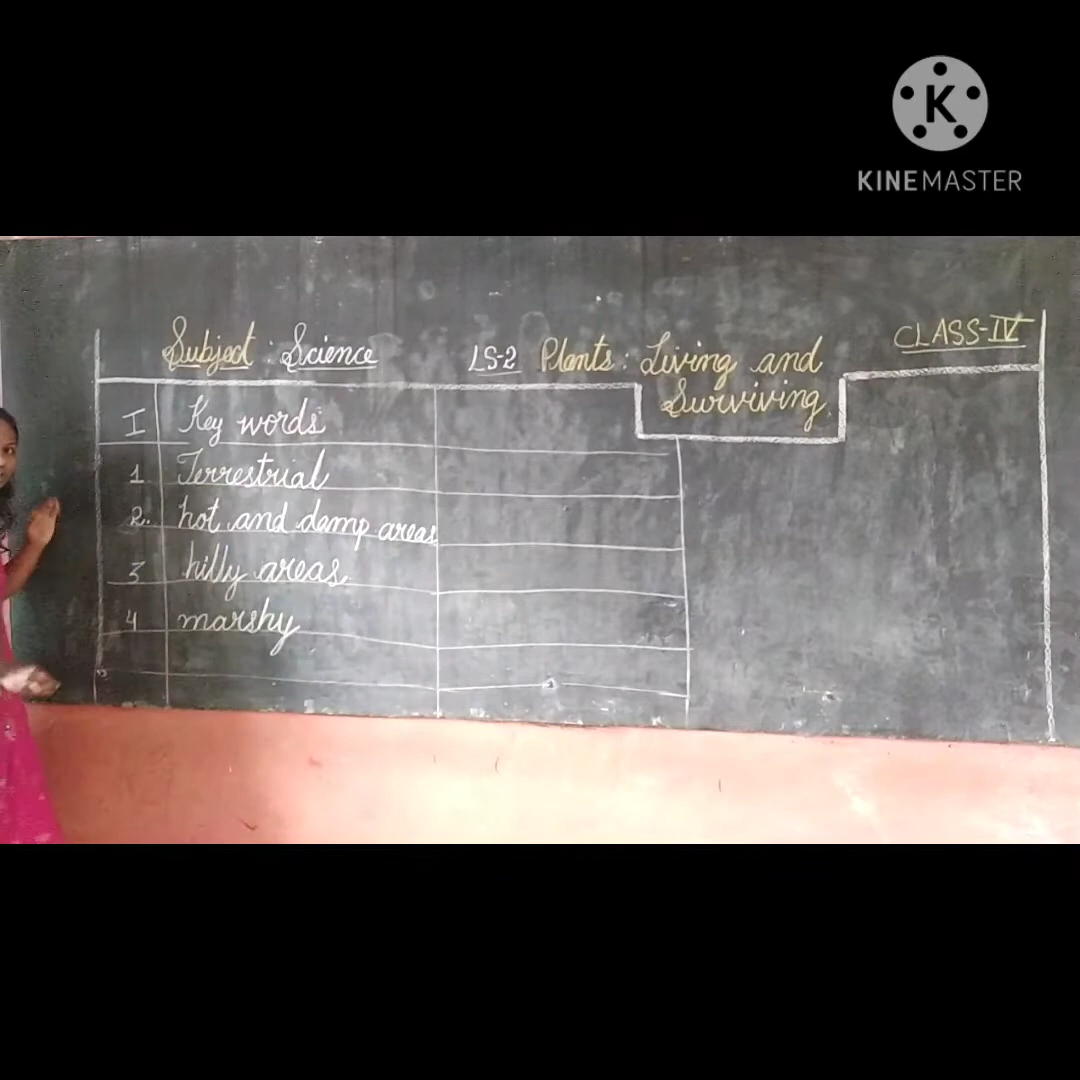 K
KINEMASTER
Subject : Science
LS-2 Plants : Living and
Surviving
CLASS-IV
I Key words
1 Terrestrial
2. hot and damp areas
3 hilly areas
4 marshy